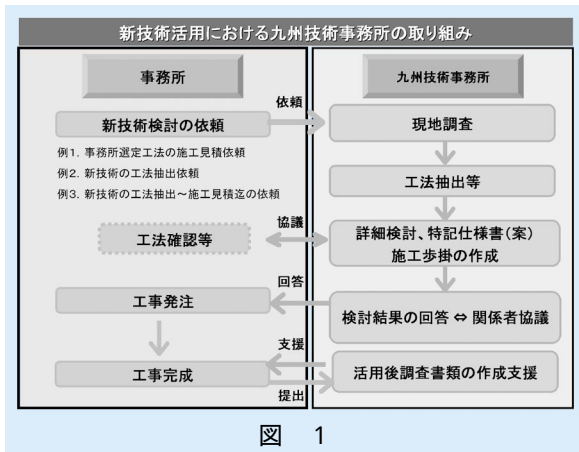 新技術活用における九州技術事務所の取り組み
事務所
九州技術事務所
依頼
新技術検討の依頼
現地調査
例1. 事務所選定工法の施工見積依頼
例2. 新技術の工法抽出依頼
例3. 新技術の工法抽出～施工見積迄の依頼
工法抽出等
協議
工法確認等
詳細検討、特記仕様書(案)
施工歩掛の作成
回答
工事発注
検討結果の回答 ⇔ 関係者協議
支援
工事完成
活用後調査書類の作成支援
提出
図 1